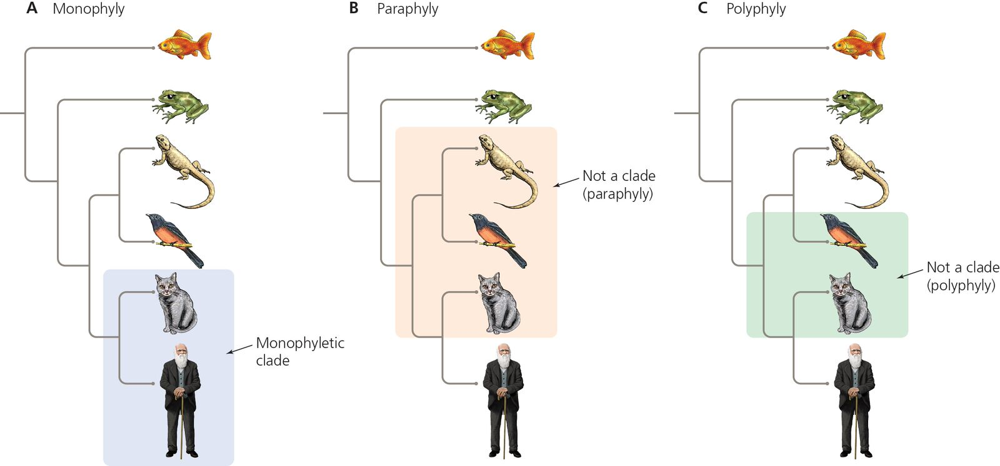 A Monophyly
B Paraphyly
C Polyphyly
Not a clade
(paraphyly)
Not a clade
(polyphyly)
Monophyletic
clade